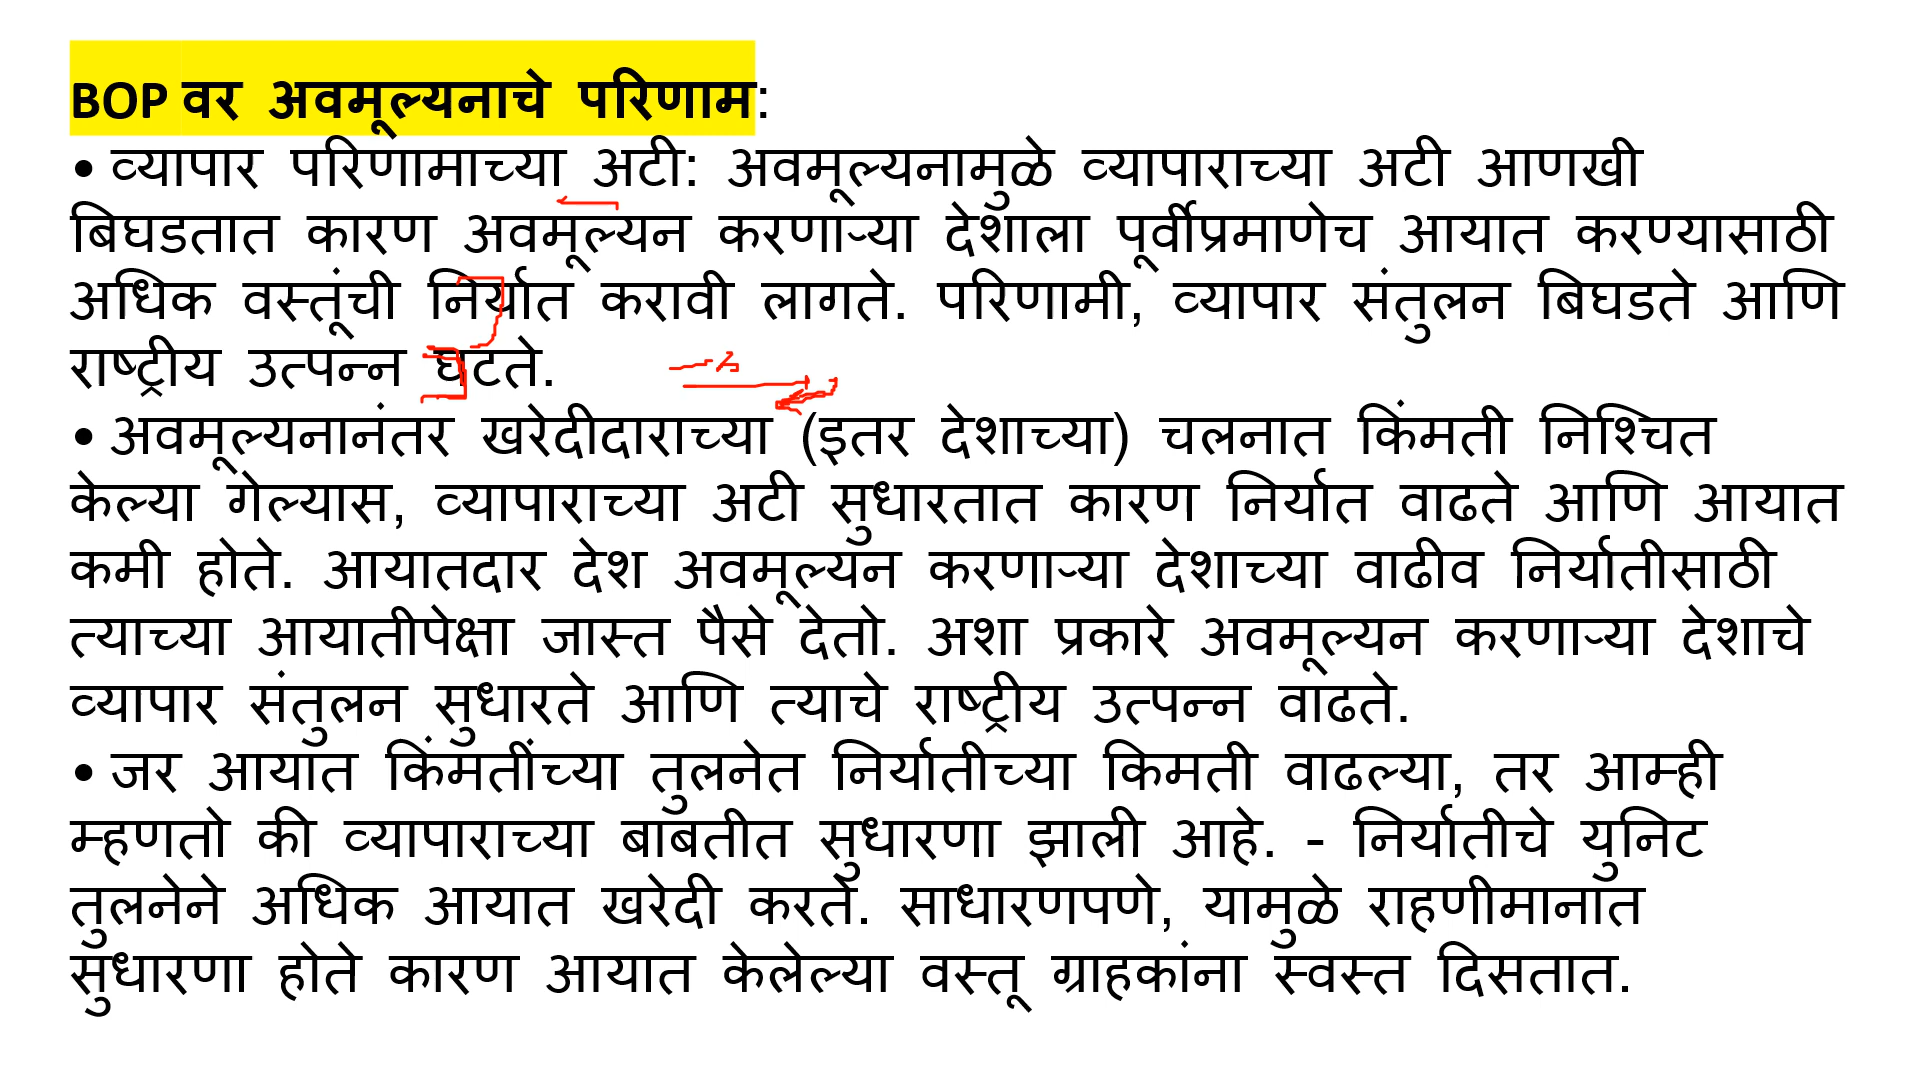 BOP वर अवमूल्यनाचे परिणाम:
• व्यापार परिणामाच्या अटी: अवमूल्यनामुळे व्यापाराच्या अटी आणखी
बिघडतात कारण अवमूल्यन करणाऱ्या देशाला पूर्वीप्रमाणेच आयात करण्यासाठी
अधिक वस्तूंची निर्यात करावी लागते. परिणामी, व्यापार संतुलन बिघडते आणि
राष्ट्रीय उत्पन्न घटते.
• अवमूल्यनानंतर खरेदीदाराच्या (इतर देशाच्या) चलनात किंमती निश्चित
केल्या गेल्यास, व्यापाराच्या अटी सुधारतात कारण निर्यात वाढते आणि आयात
कमी होते. आयातदार देश अवमूल्यन करणाऱ्या देशाच्या वाढीव निर्यातीसाठी
त्याच्या आयातीपेक्षा जास्त पैसे देतो. अशा प्रकारे अवमूल्यन करणाऱ्या देशाचे
व्यापार संतुलन सुधारते आणि त्याचे राष्ट्रीय उत्पन्न वाढते.
• जर आयात किंमतींच्या तुलनेत निर्यातीच्या किमती वाढल्या, तर आम्ही
म्हणतो की व्यापाराच्या बाबतीत सुधारणा झाली आहे. - निर्यातीचे युनिट
तुलनेने अधिक आयात खरेदी करते. साधारणपणे, यामुळे राहणीमानात
सुधारणा होते कारण आयात केलेल्या वस्तू ग्राहकांना स्वस्त दिसतात.